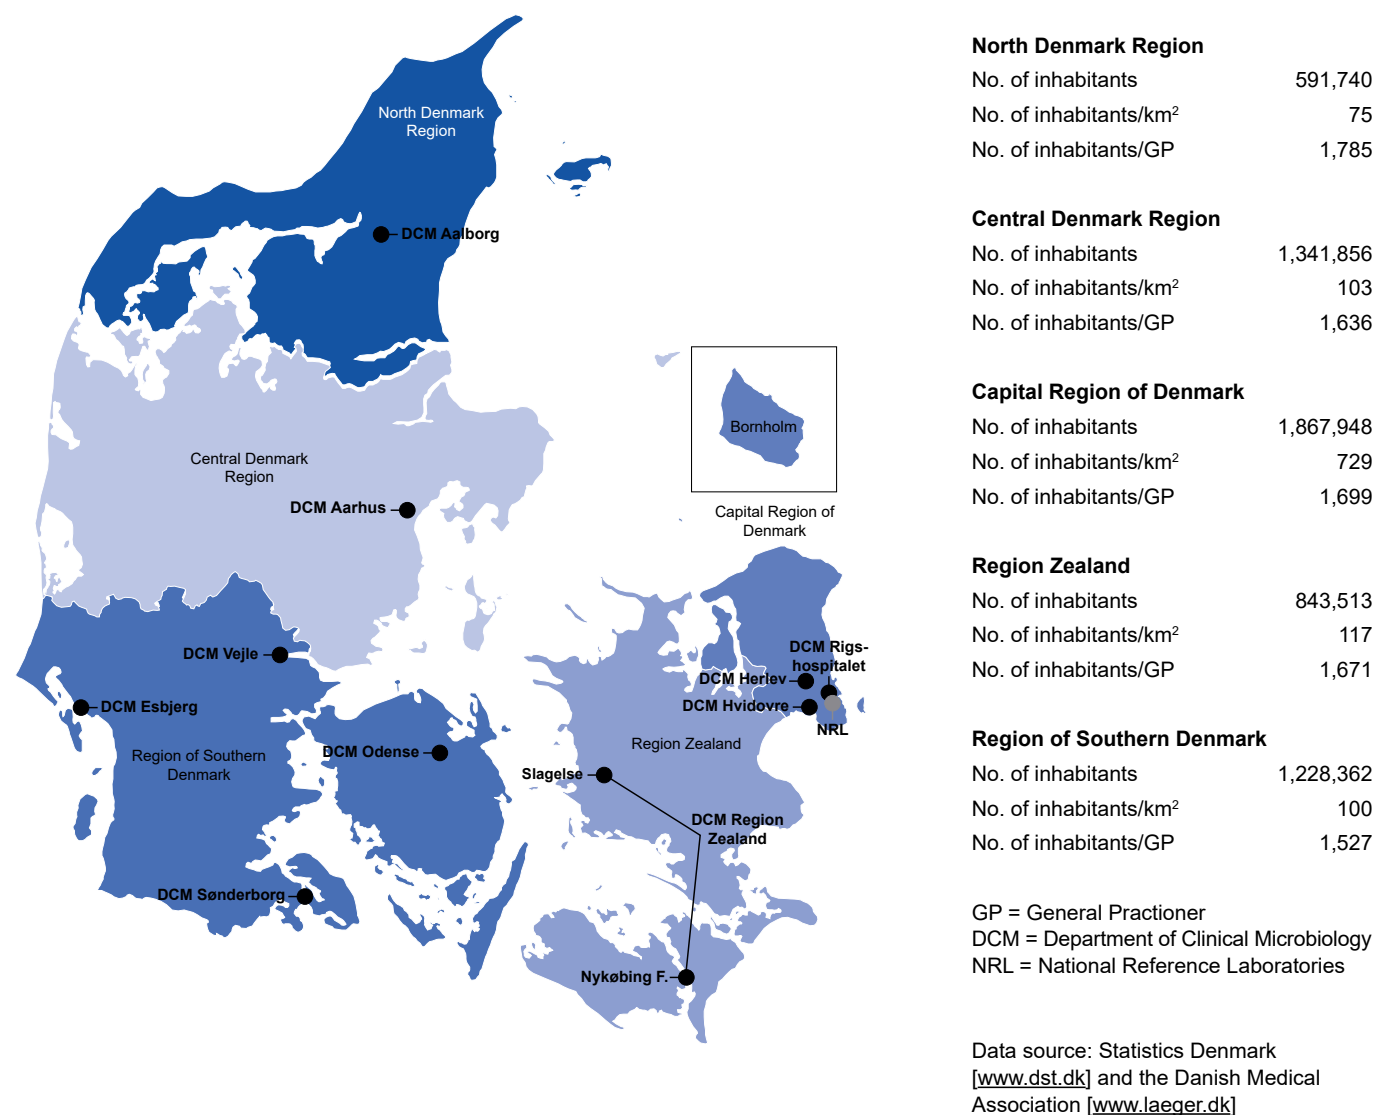 North Denmark
Region
DCM Aalborg
Central Denmark
Region
DCM Aarhus
Bornholm
Capital Region of
Denmark
DCM Vejle
DCM Esbjerg
Region of Southern
Denmark
DCM Odense
DCM Sønderborg
DCM Rigs-
hospitalet
DCM Herlev
DCM Hvidovre
NRL
Region Zealand
Slagelse
DCM Region
Zealand
Nykøbing F.
North Denmark Region
No. of inhabitants 591,740
No. of inhabitants/km² 75
No. of inhabitants/GP 1,785
Central Denmark Region
No. of inhabitants 1,341,856
No. of inhabitants/km² 103
No. of inhabitants/GP 1,636
Capital Region of Denmark
No. of inhabitants 1,867,948
No. of inhabitants/km² 729
No. of inhabitants/GP 1,699
Region Zealand
No. of inhabitants 843,513
No. of inhabitants/km² 117
No. of inhabitants/GP 1,671
Region of Southern Denmark
No. of inhabitants 1,228,362
No. of inhabitants/km² 100
No. of inhabitants/GP 1,527
GP = General Practioner
DCM = Department of Clinical Microbiology
NRL = National Reference Laboratories
Data source: Statistics Denmark
[www.dst.dk] and the Danish Medical
Association [www.laeger.dk]